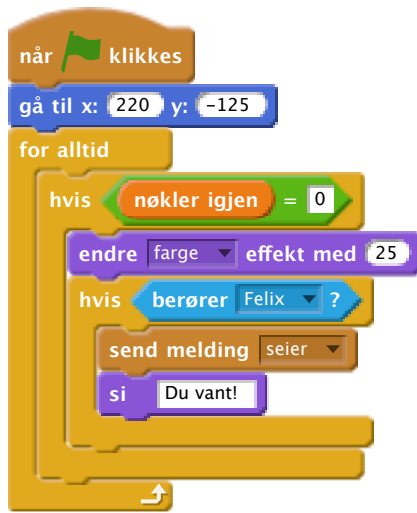 når klikkes
gå til x: 220 y: -125
for alltid
hvis nøkler igjen = 0
endre farge effekt med 25
hvis berører Felix ?
send melding seier
si Du vant!